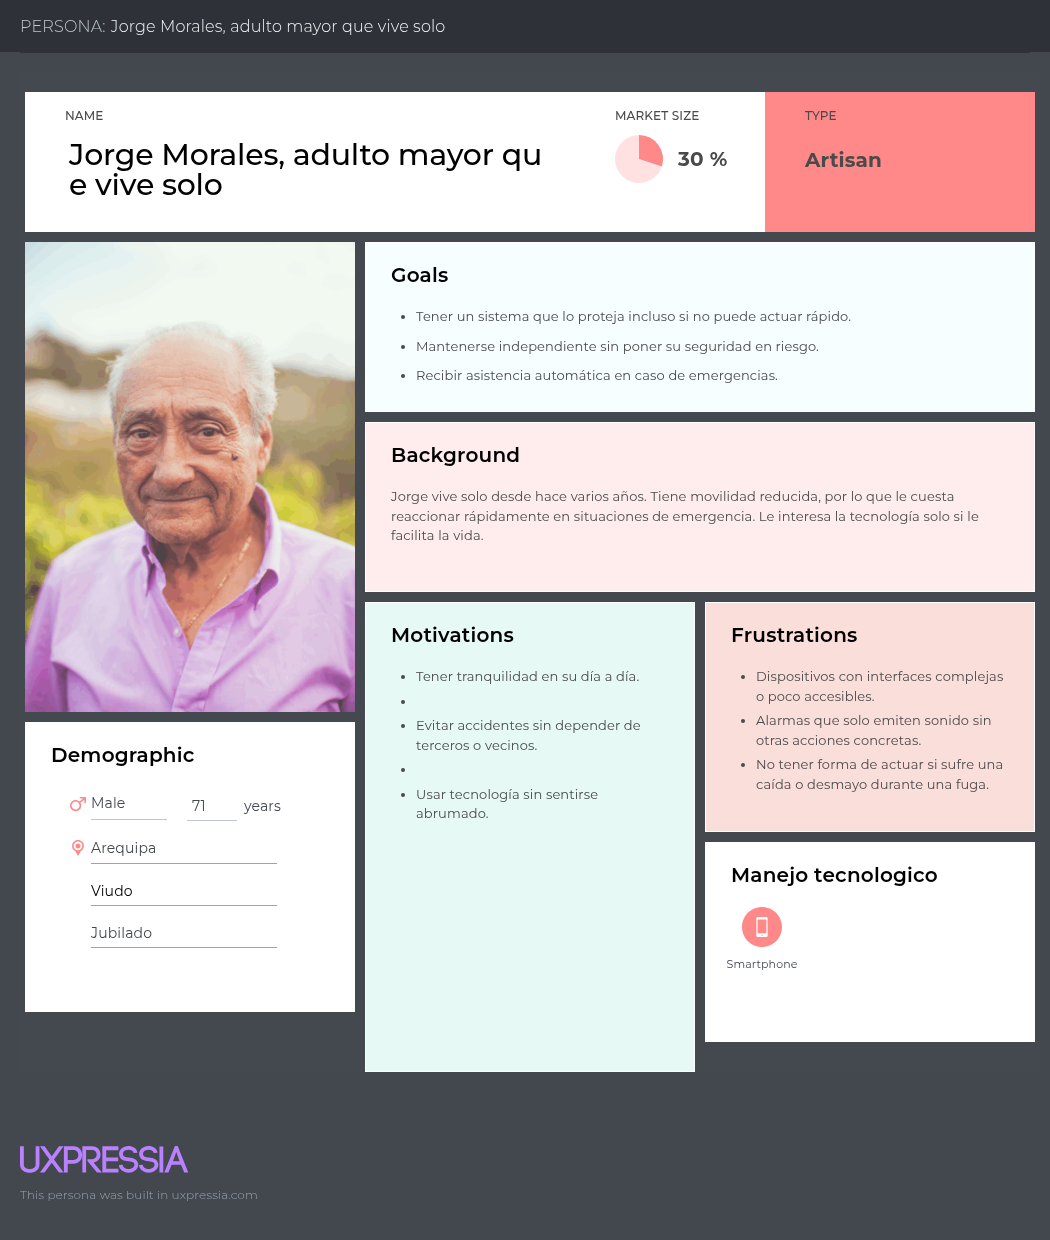 PERSONA: Jorge Morales, adulto mayor que vive solo
NAME
Jorge Morales, adulto mayor qu
e vive solo
MARKET SIZE
30 %
TYPE
Artisan
Goals
Tener un sistema que lo proteja incluso si no puede actuar rápido.
Mantenerse independiente sin poner su seguridad en riesgo.
Recibir asistencia automática en caso de emergencias.
Background
Jorge vive solo desde hace varios años. Tiene movilidad reducida, por lo que le cuesta
reaccionar rápidamente en situaciones de emergencia. Le interesa la tecnología solo si le
facilita la vida.
Motivations
Tener tranquilidad en su día a día.
Evitar accidentes sin depender de
terceros o vecinos.
Usar tecnología sin sentirse
abrumado.
Frustrations
Dispositivos con interfaces complejas
o poco accesibles.
Alarmas que solo emiten sonido sin
otras acciones concretas.
No tener forma de actuar si sufre una
caída o desmayo durante una fuga.
Demographic
Male 71 years
Arequipa
Viudo
Jubilado
Manejo tecnologico
Smartphone
UXPRESSIA
This persona was built in uxpressia.com